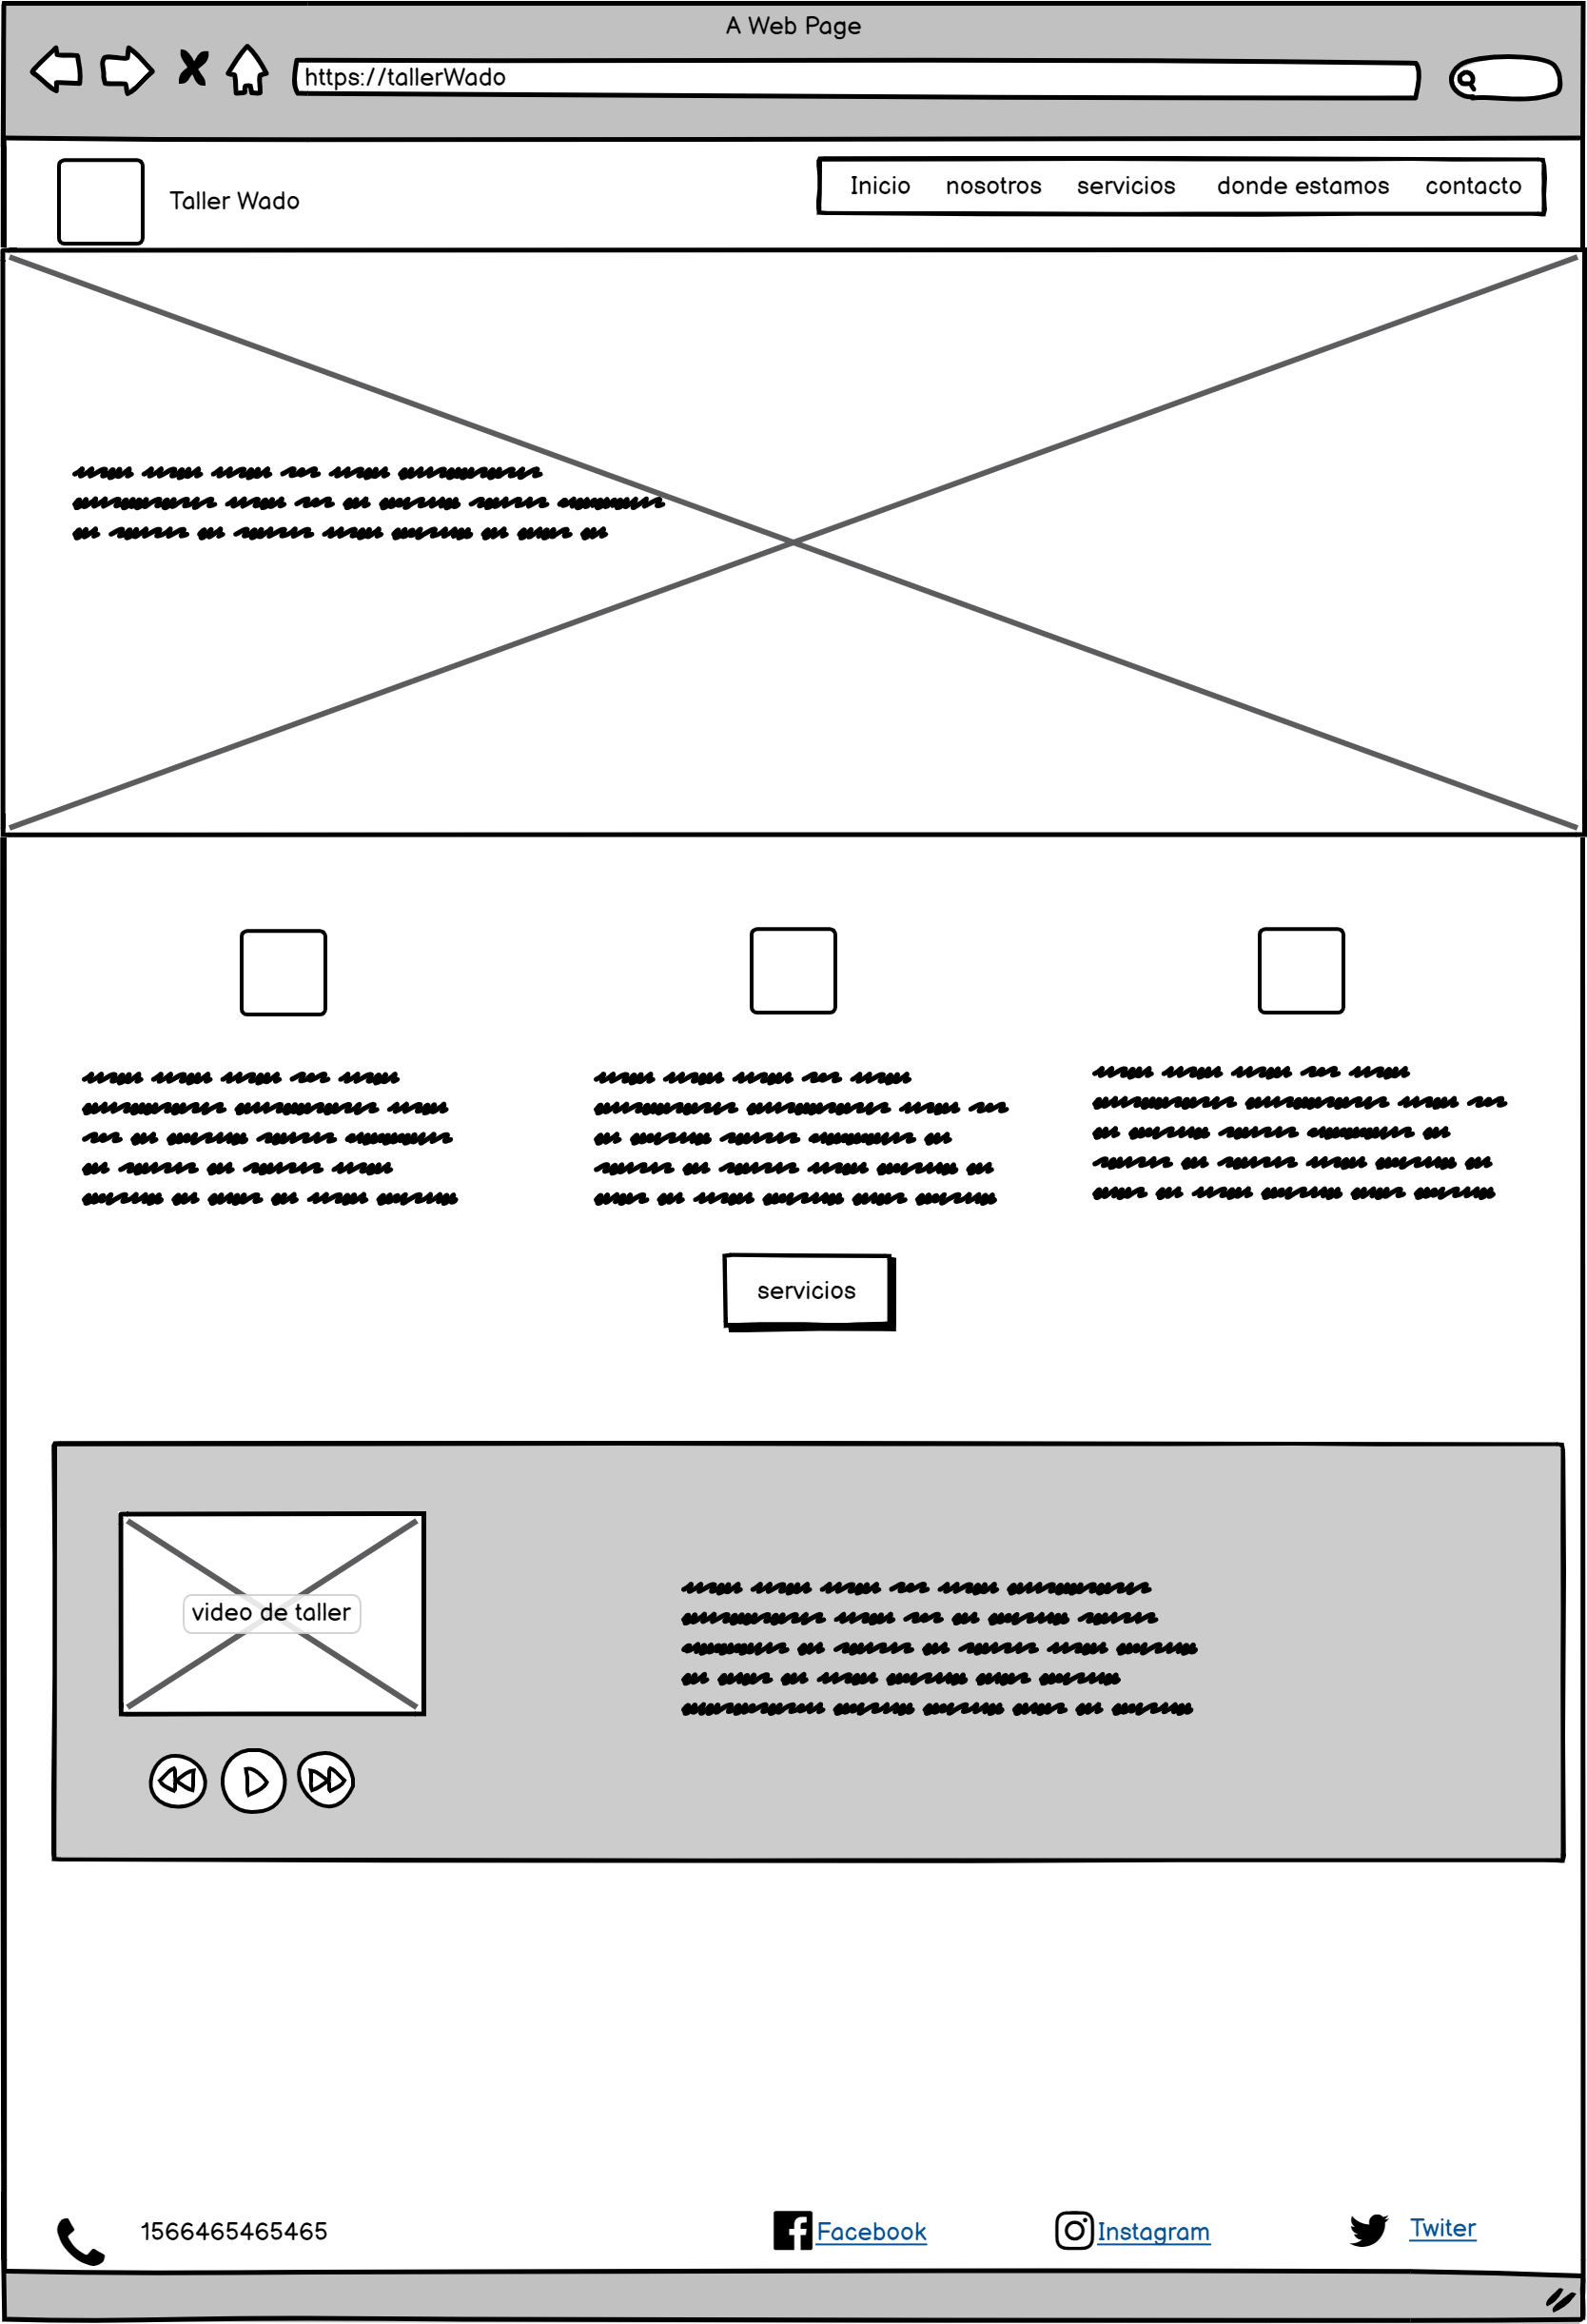 A Web Page
https://tallerWado
Taller Wado
Inicio nosotros servicios donde estamos contacto
servicios
video de taller
1566465465465
Facebook
Instagram
Twiter